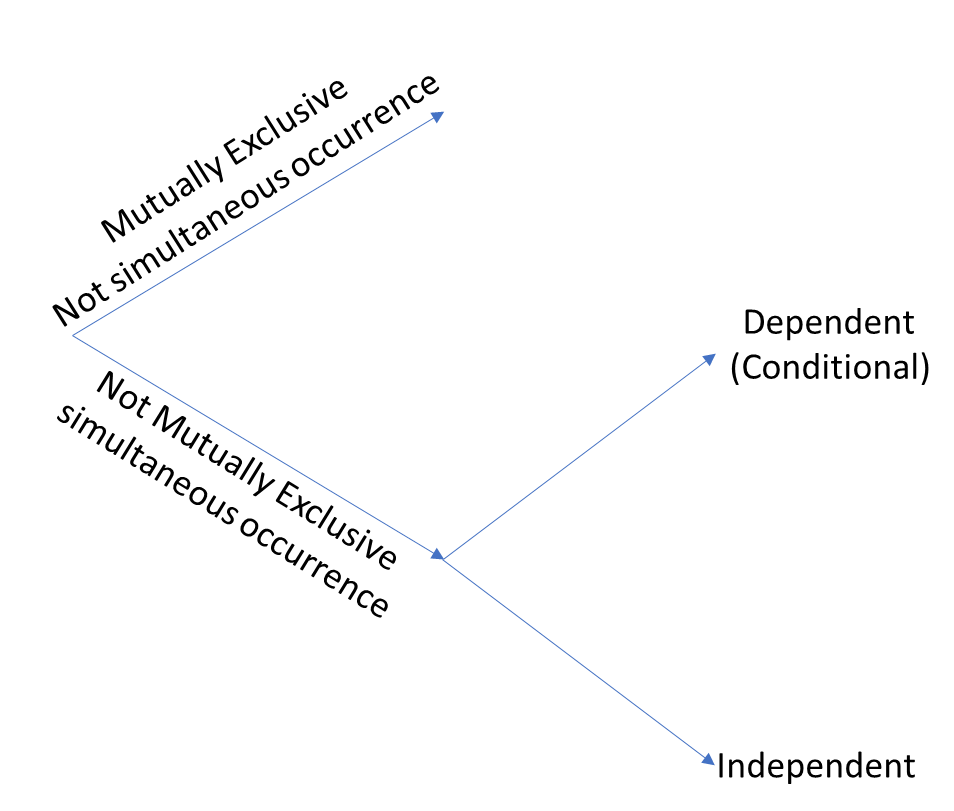 Mutually Exclusive
Not simultaneous occurrence
Not Mutually Exclusive
simultaneous occurrence
Dependent
(Conditional)
Independent